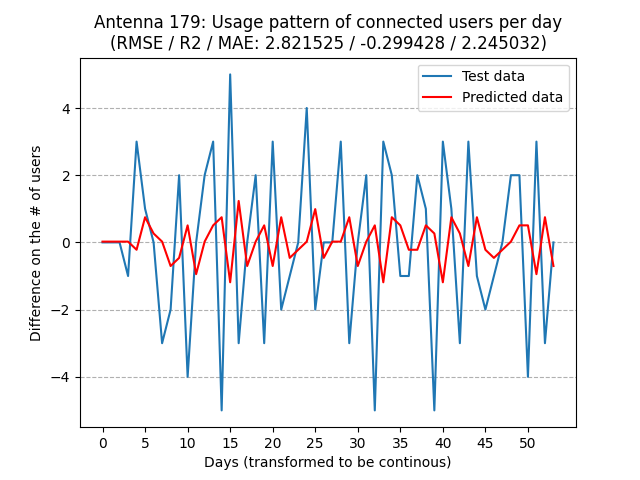 Antenna 179: Usage pattern of connected users per day
(RMSE / R2 / MAE: 2.821525 / -0.299428 / 2.245032)
Test data
Predicted data
Difference on the # of users
4
2
0
−2
−4
0 5 10 15 20 25 30 35 40 45 50
Days (transformed to be continous)